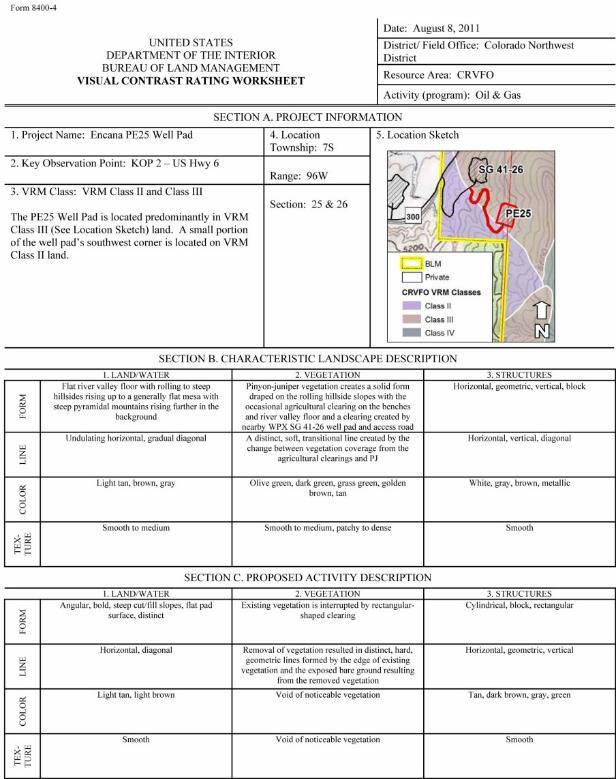 Form 8400-4
UNITED STATES
DEPARTMENT OF THE INTERIOR
BUREAU OF LAND MANAGEMENT
VISUAL CONTRAST RATING WORKSHEET
Date: August 8, 2011
District/ Field Office: Colorado Northwest
District
Resource Area: CRVFO
Activity (program): Oil & Gas
SECTION A. PROJECT INFORMATION
1. Project Name: Encana PE25 Well Pad
2. Key Observation Point: KOP 2 – US Hwy 6
3. VRM Class: VRM Class II and Class III
The PE25 Well Pad is located predominantly in VRM
Class III (See Location Sketch) land. A small portion
of the well pad's southwest corner is located on VRM
Class II land.
4. Location
Township: 7S
Range: 96W
Section: 25 & 26
5. Location Sketch
SG 41-26
300
PE25
5200
BLM
Private
CRVFO VRM Classes
Class II
Class III
Class IV
N
SECTION B. CHARACTERISTIC LANDSCAPE DESCRIPTION
1. LAND/WATER
2. VEGETATION
3. STRUCTURES
FORM
Flat river valley floor with rolling to steep
hillsides rising up to a generally flat mesa with
steep pyramidal mountains rising further in the
background
Pinyon-juniper vegetation creates a solid form
draped on the rolling hillside slopes with the
occasional agricultural clearing on the benches
and river valley floor and a clearing created by
nearby WPX SG 41-26 well pad and access road
Horizontal, geometric, vertical, block
LINE
Undulating horizontal, gradual diagonal
A distinct, soft, transitional line created by the
change between vegetation coverage from the
agricultural clearings and PJ
Horizontal, vertical, diagonal
COLOR
Light tan, brown, gray
Olive green, dark green, grass green, golden
brown, tan
White, gray, brown, metallic
TEX-
TURE
Smooth to medium
Smooth to medium, patchy to dense
Smooth
SECTION C. PROPOSED ACTIVITY DESCRIPTION
1. LAND/WATER
2. VEGETATION
3. STRUCTURES
FORM
Angular, bold, steep cut/fill slopes, flat pad
surface, distinct
Existing vegetation is interrupted by rectangular-
shaped clearing
Cylindrical, block, rectangular
LINE
Horizontal, diagonal
Removal of vegetation resulted in distinct, hard,
geometric lines formed by the edge of existing
vegetation and the exposed bare ground resulting
from the removed vegetation
Horizontal, geometric, vertical
COLOR
Light tan, light brown
Void of noticeable vegetation
Tan, dark brown, gray, green
TEX-
TURE
Smooth
Void of noticeable vegetation
Smooth